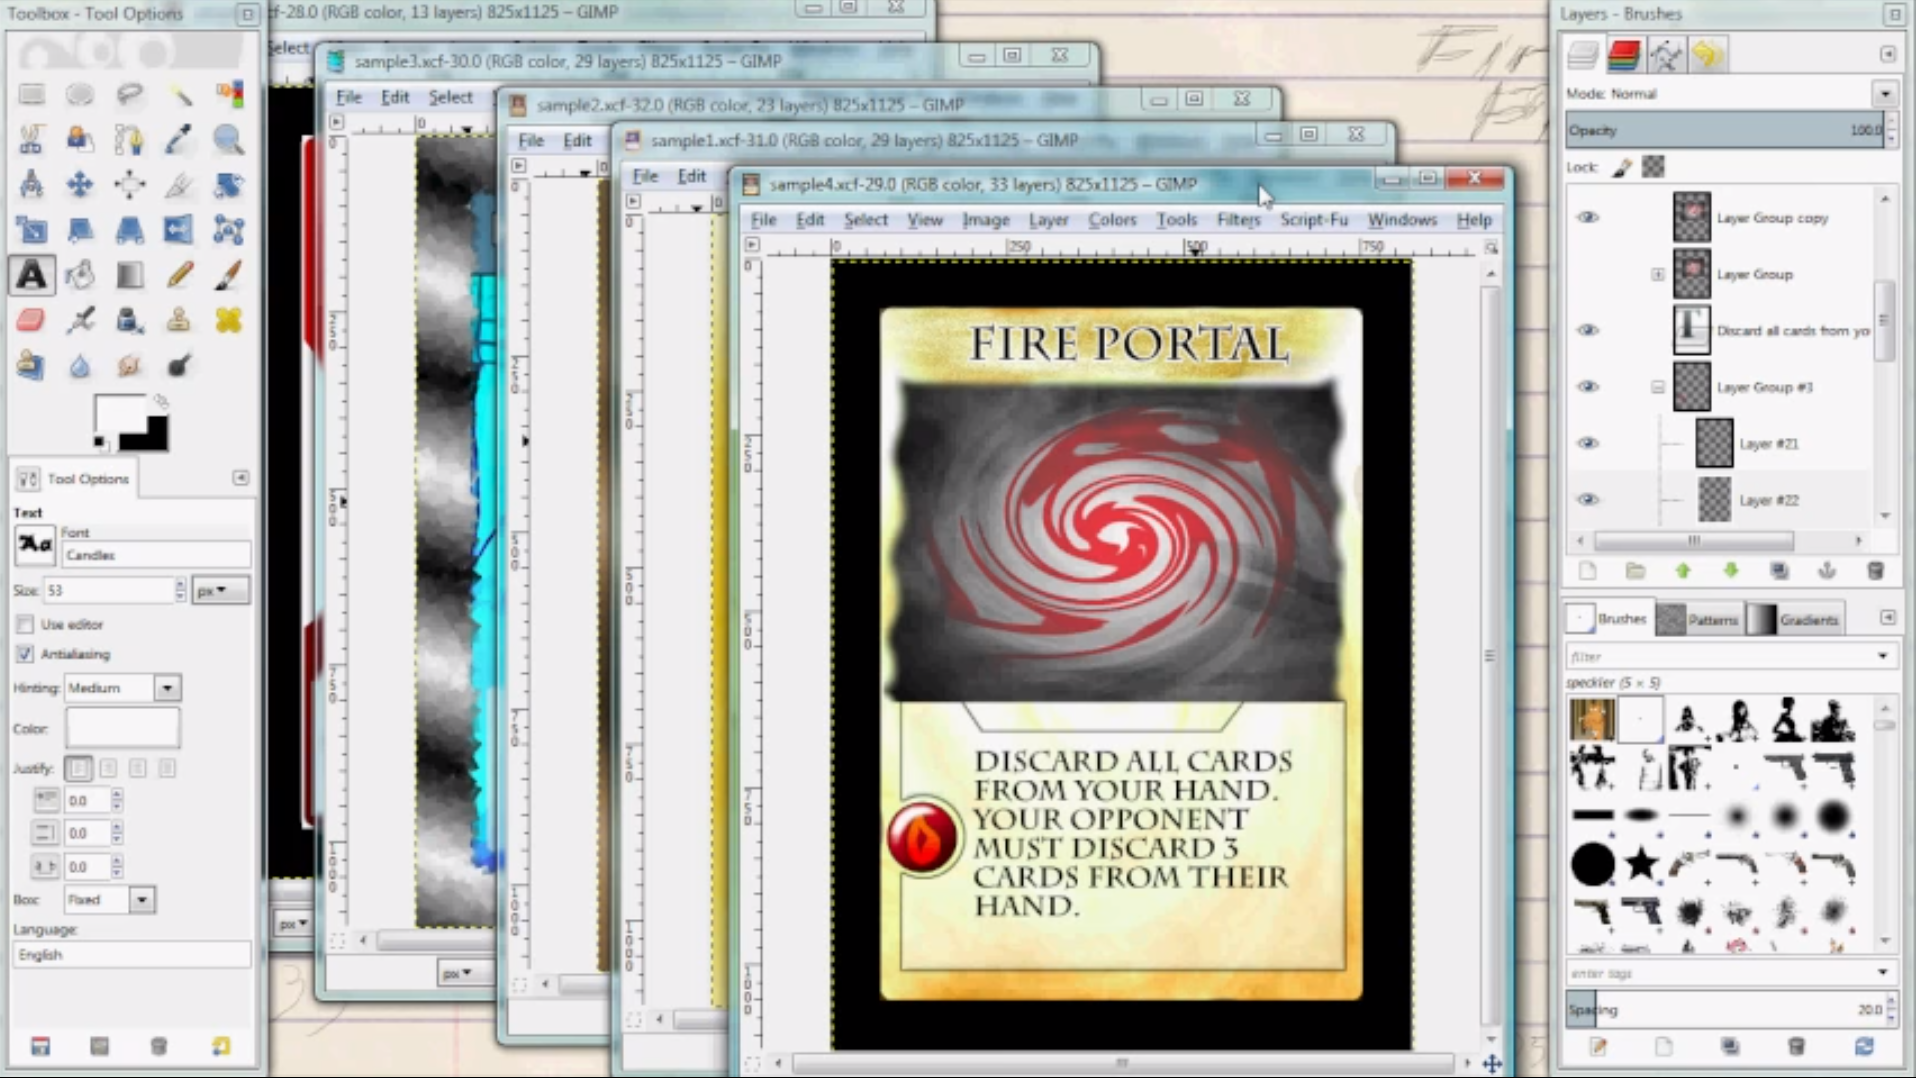 Toolbox - Tool Options
cf-28.0 (RGB color, 13 layers) 825x1125 – GIMP
Select
sample3.xcf-30.0 (RGB color, 29 layers) 825x1125 – GIMP
File Edit Select
sample2.xcf-32.0 (RGB color, 23 layers) 825x1125 – GIMP
File Edit
sample1.xcf-31.0 (RGB color, 29 layers) 825x1125 – GIMP
File Edit
sample4.xcf-29.0 (RGB color, 33 layers) 825x1125 – GIMP
File Edit Select View Image Layer Colors Tools Filters Script-Fu Windows Help
0 250 500 750
FIRE PORTAL
DISCARD ALL CARDS
FROM YOUR HAND.
YOUR OPPONENT
MUST DISCARD 3
CARDS FROM THEIR
HAND.
Tool Options
Text
Font
Aa
Candles
Size: 53 px
Use editor
Antialiasing
Hinting: Medium
Color:
Justify:
0.0
0.0
0.0
Box: Fixed
Language:
English
px
px
Layers - Brushes
Mode: Normal
Opacity 100.0
Lock:
Layer Group copy
Layer Group
Discard all cards from yo
Layer Group #3
Layer #21
Layer #22
Brushes Patterns Gradients
filter
speckler (5 × 5)
enter tags
Spacing 20.0